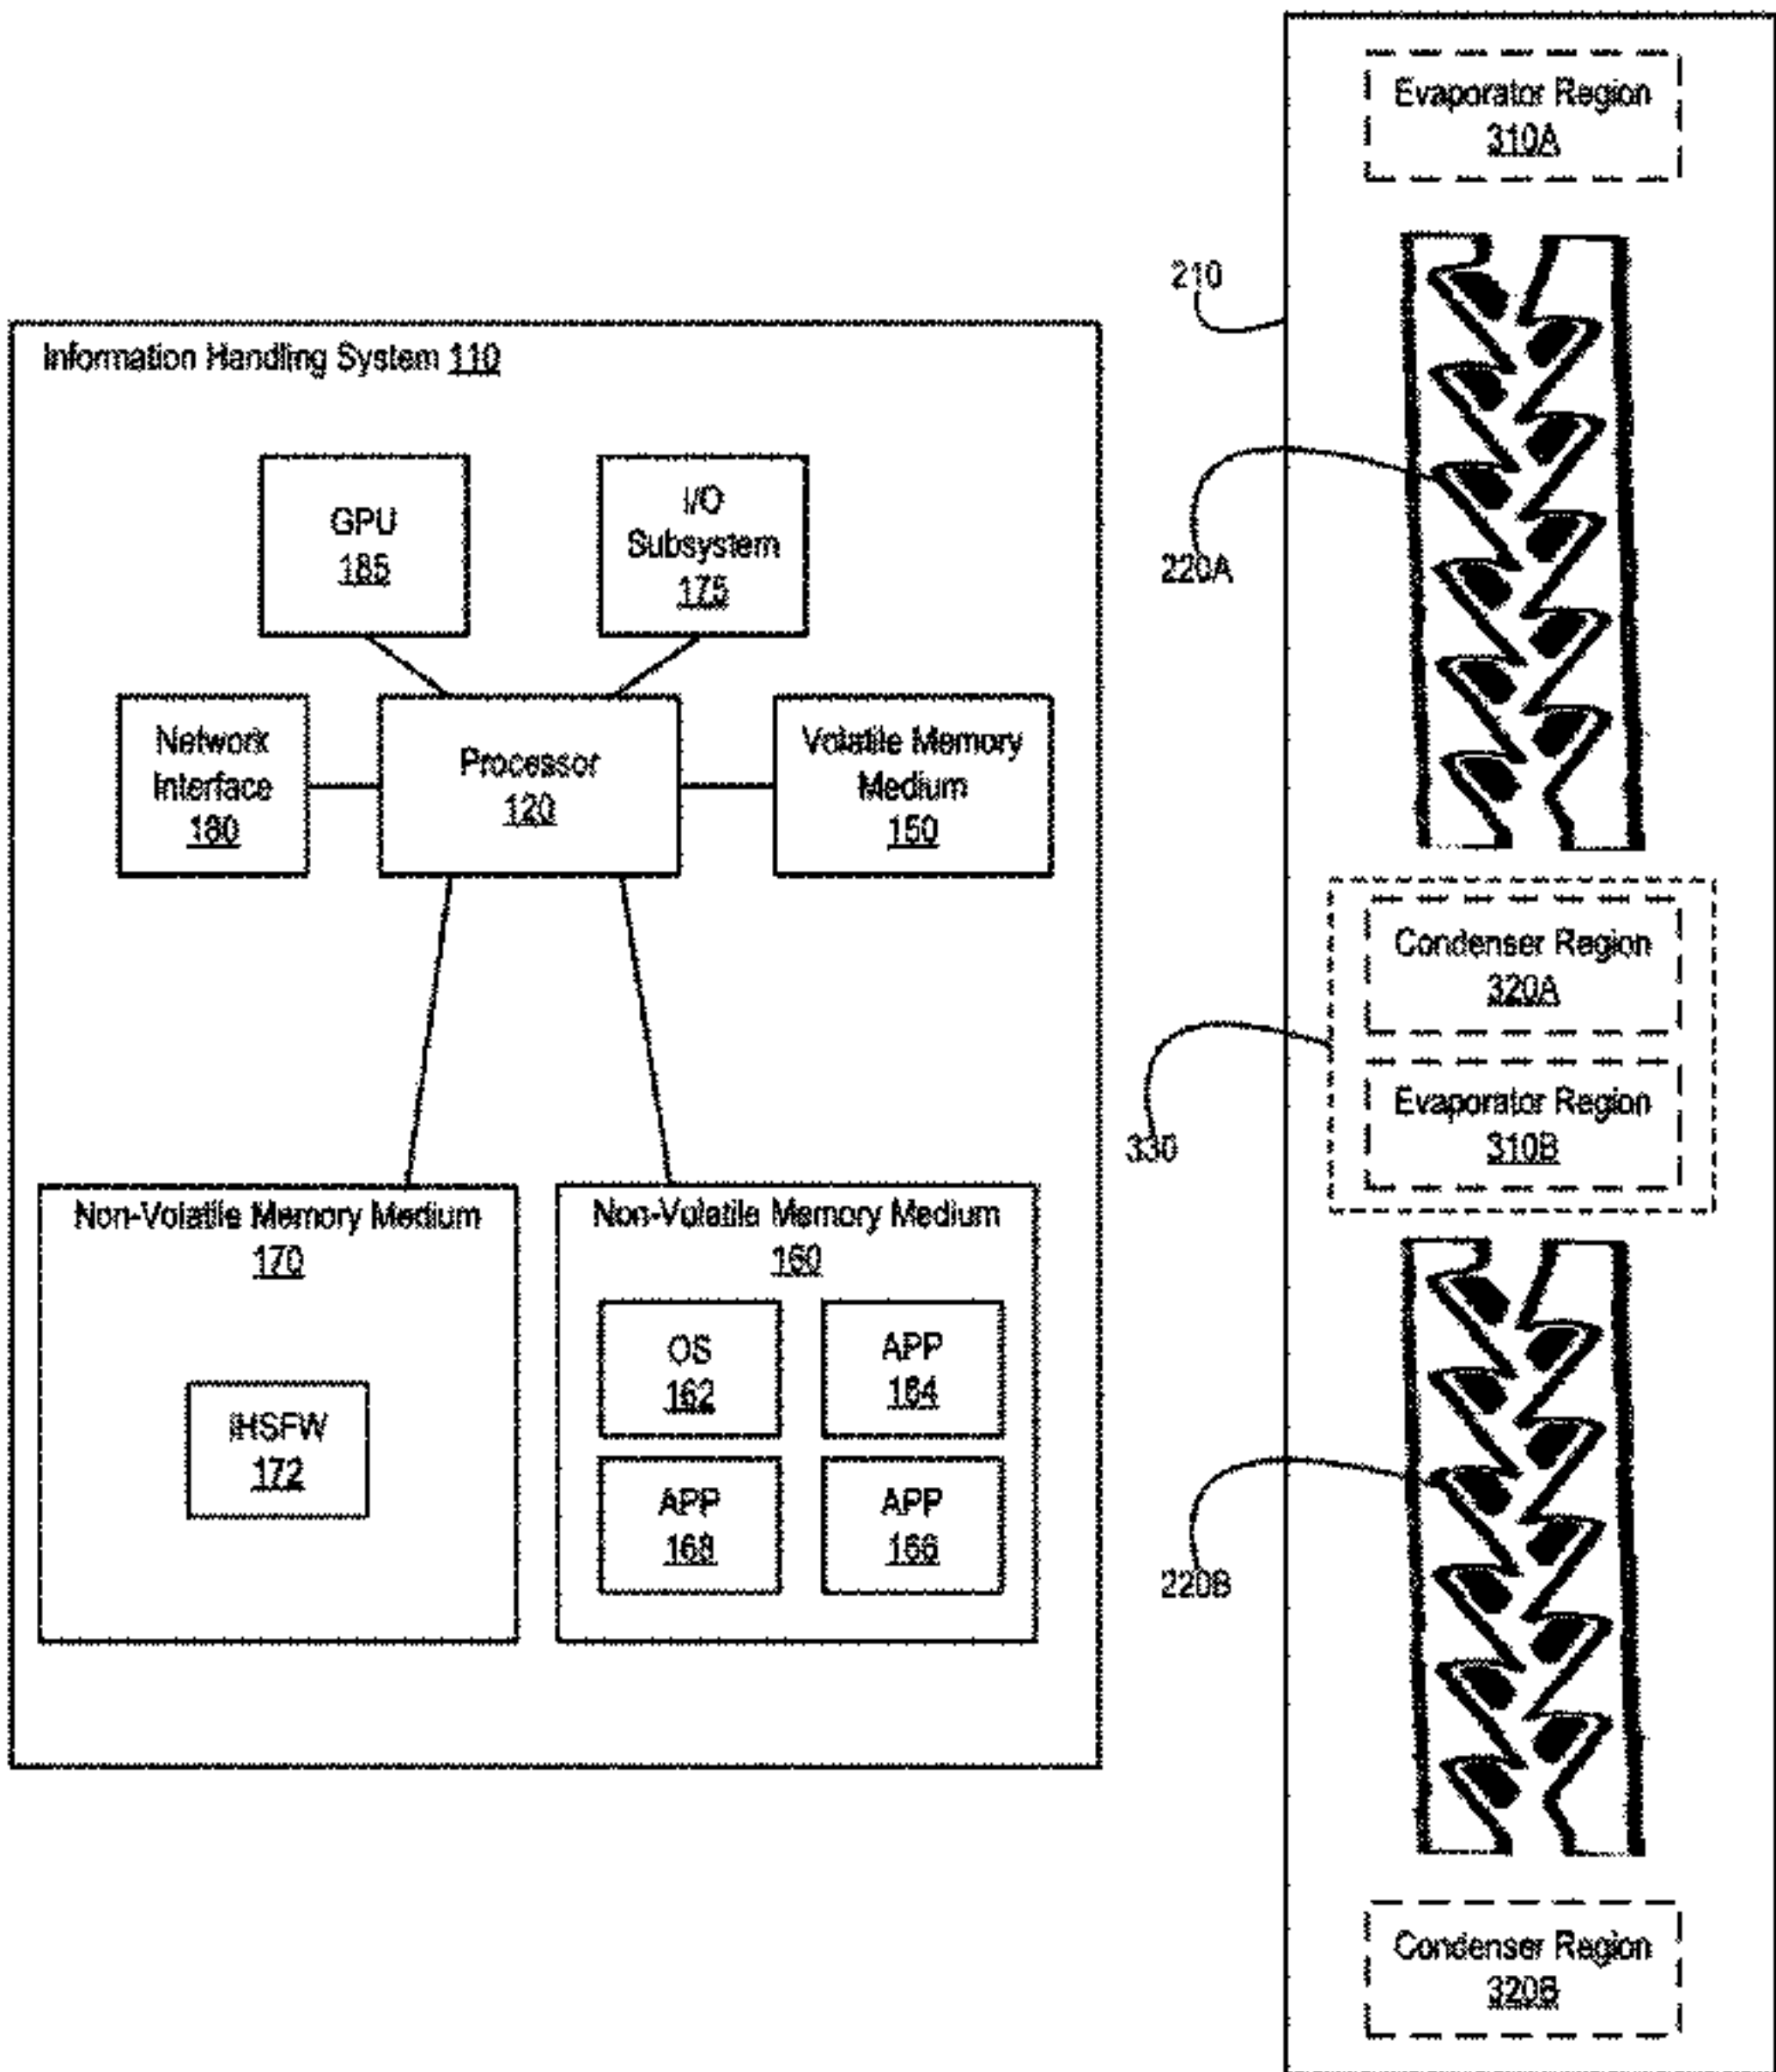 Information Handling System 110
GPU
185
I/O
Subsystem
175
Network
Interface
180
Processor
120
Volatile Memory
Medium
150
Non-Volatile Memory Medium
170
IHSFW
172
Non-Volatile Memory Medium
160
OS
162
APP
164
APP
168
APP
166
Evaporator Region
310A
210
220A
Condenser Region
320A
330
Evaporator Region
310B
220B
Condenser Region
320B